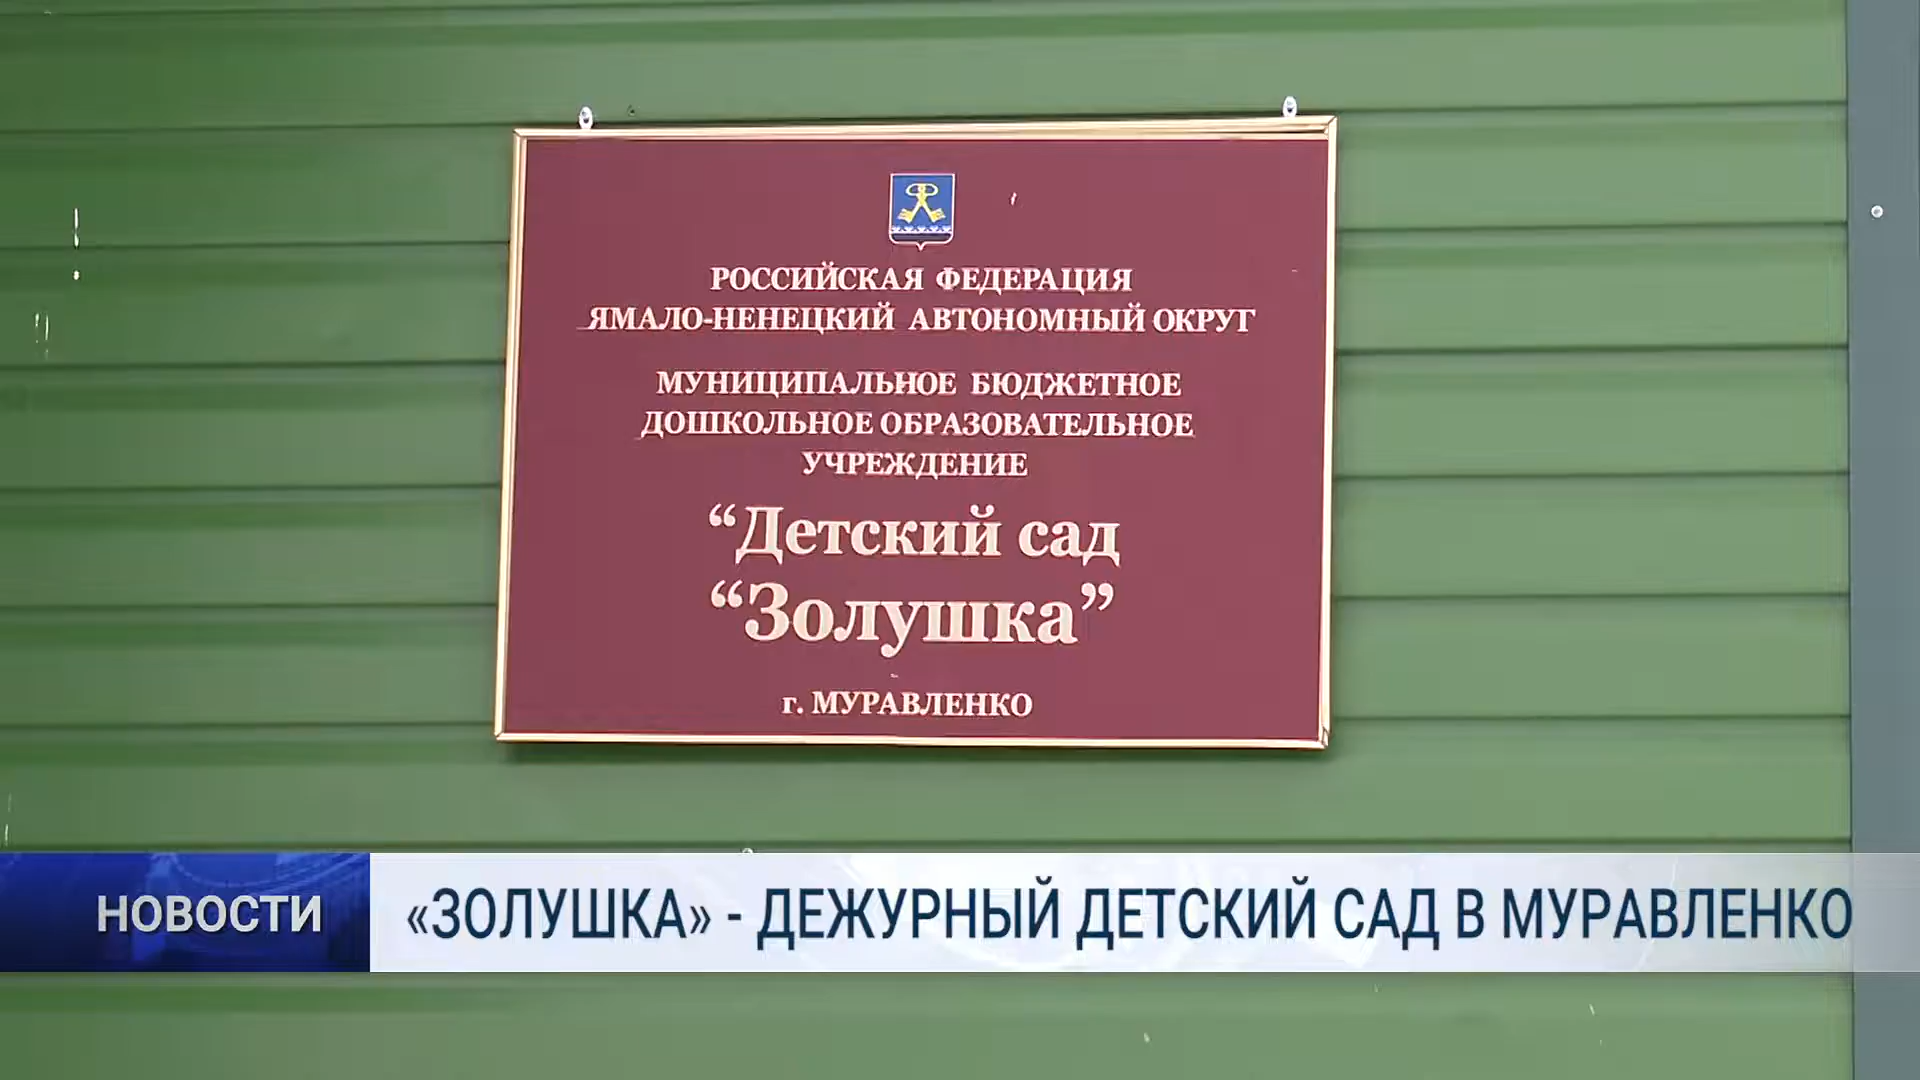 РОССИЙСКАЯ ФЕДЕРАЦИЯ
ЯМАЛО-НЕНЕЦКИЙ АВТОНОМНЫЙ ОКРУГ
МУНИЦИПАЛЬНОЕ БЮДЖЕТНОЕ
ДОШКОЛЬНОЕ ОБРАЗОВАТЕЛЬНОЕ
УЧРЕЖДЕНИЕ
“Детский сад
“Золушка”
г. МУРАВЛЕНКО
НОВОСТИ
«ЗОЛУШКА» - ДЕЖУРНЫЙ ДЕТСКИЙ САД В МУРАВЛЕНКО